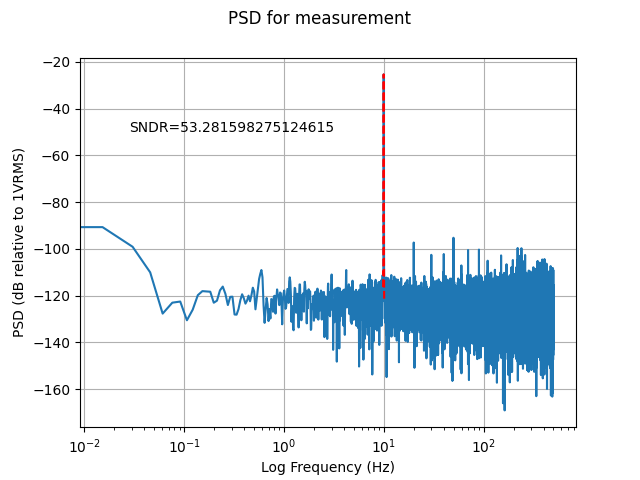 PSD for measurement
−20
−40
−60
−80
−100
−120
−140
−160
SNDR=53.281598275124615
PSD (dB relative to 1VRMS)
10⁻² 10⁻¹ 10⁰ 10¹ 10²
Log Frequency (Hz)